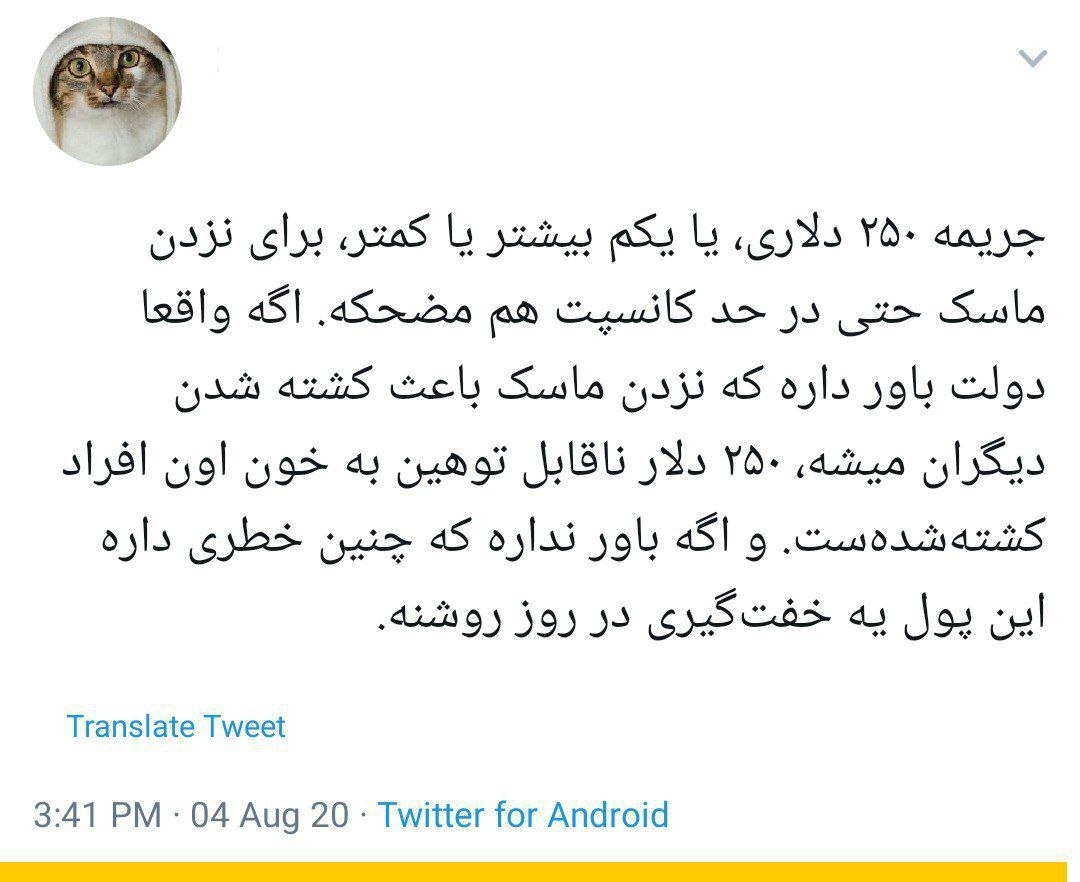 جریمه ۲۵۰ دلاری، یا یکم بیشتر یا کمتر، برای نزدن
ماسک حتی در حد کانسپت هم مضحکه. اگه واقعا
دولت باور داره که نزدن ماسک باعث کشته شدن
دیگران میشه، ۲۵۰ دلار ناقابل توهین به خون اون افراد
کشته‌شده‌ست. و اگه باور نداره که چنین خطری داره
این پول یه خفت‌گیری در روز روشنه.
Translate Tweet
3:41 PM · 04 Aug 20 · Twitter for Android